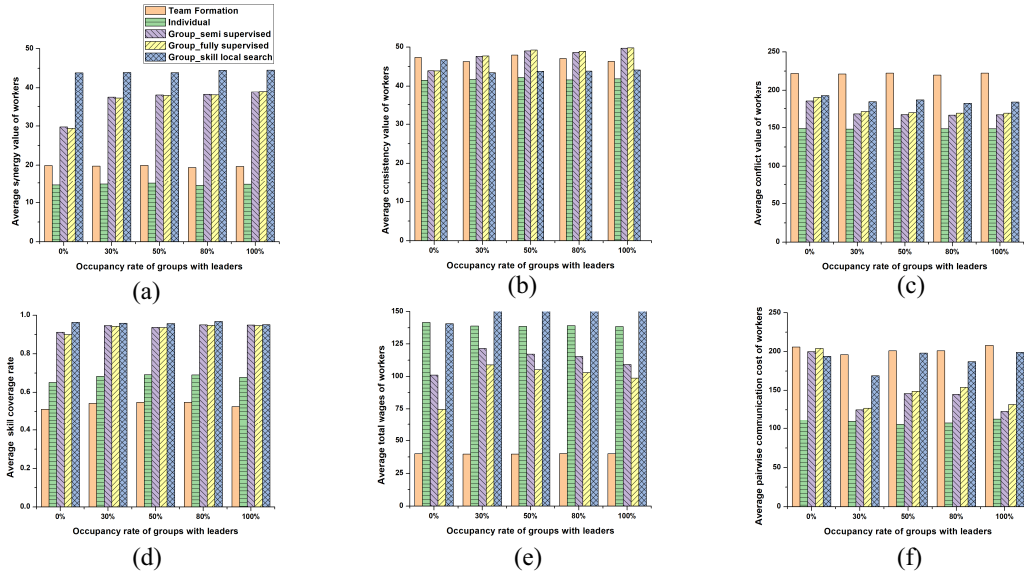 Team Formation
Individual
Group_semi supervised
Group_fully supervised
Group_skill local search
Average synergy value of workers
50
40
30
20
10
0
0% 30% 50% 80% 100%
Occupancy rate of groups with leaders
(a)
Average consistency value of workers
50
40
30
20
10
0
0% 30% 50% 80% 100%
Occupancy rate of groups with leaders
(b)
Average conflict value of workers
250
200
150
100
50
0
0% 30% 50% 80% 100%
Occupancy rate of groups with leaders
(c)
Average skill coverage rate
1.0
0.8
0.6
0.4
0.2
0.0
0% 30% 50% 80% 100%
Occupancy rate of groups with leaders
(d)
Average total wages of workers
150
125
100
75
50
25
0
0% 30% 50% 80% 100%
Occupancy rate of groups with leaders
(e)
Average pairwise communication cost of workers
250
200
150
100
50
0
0% 30% 50% 80% 100%
Occupancy rate of groups with leaders
(f)